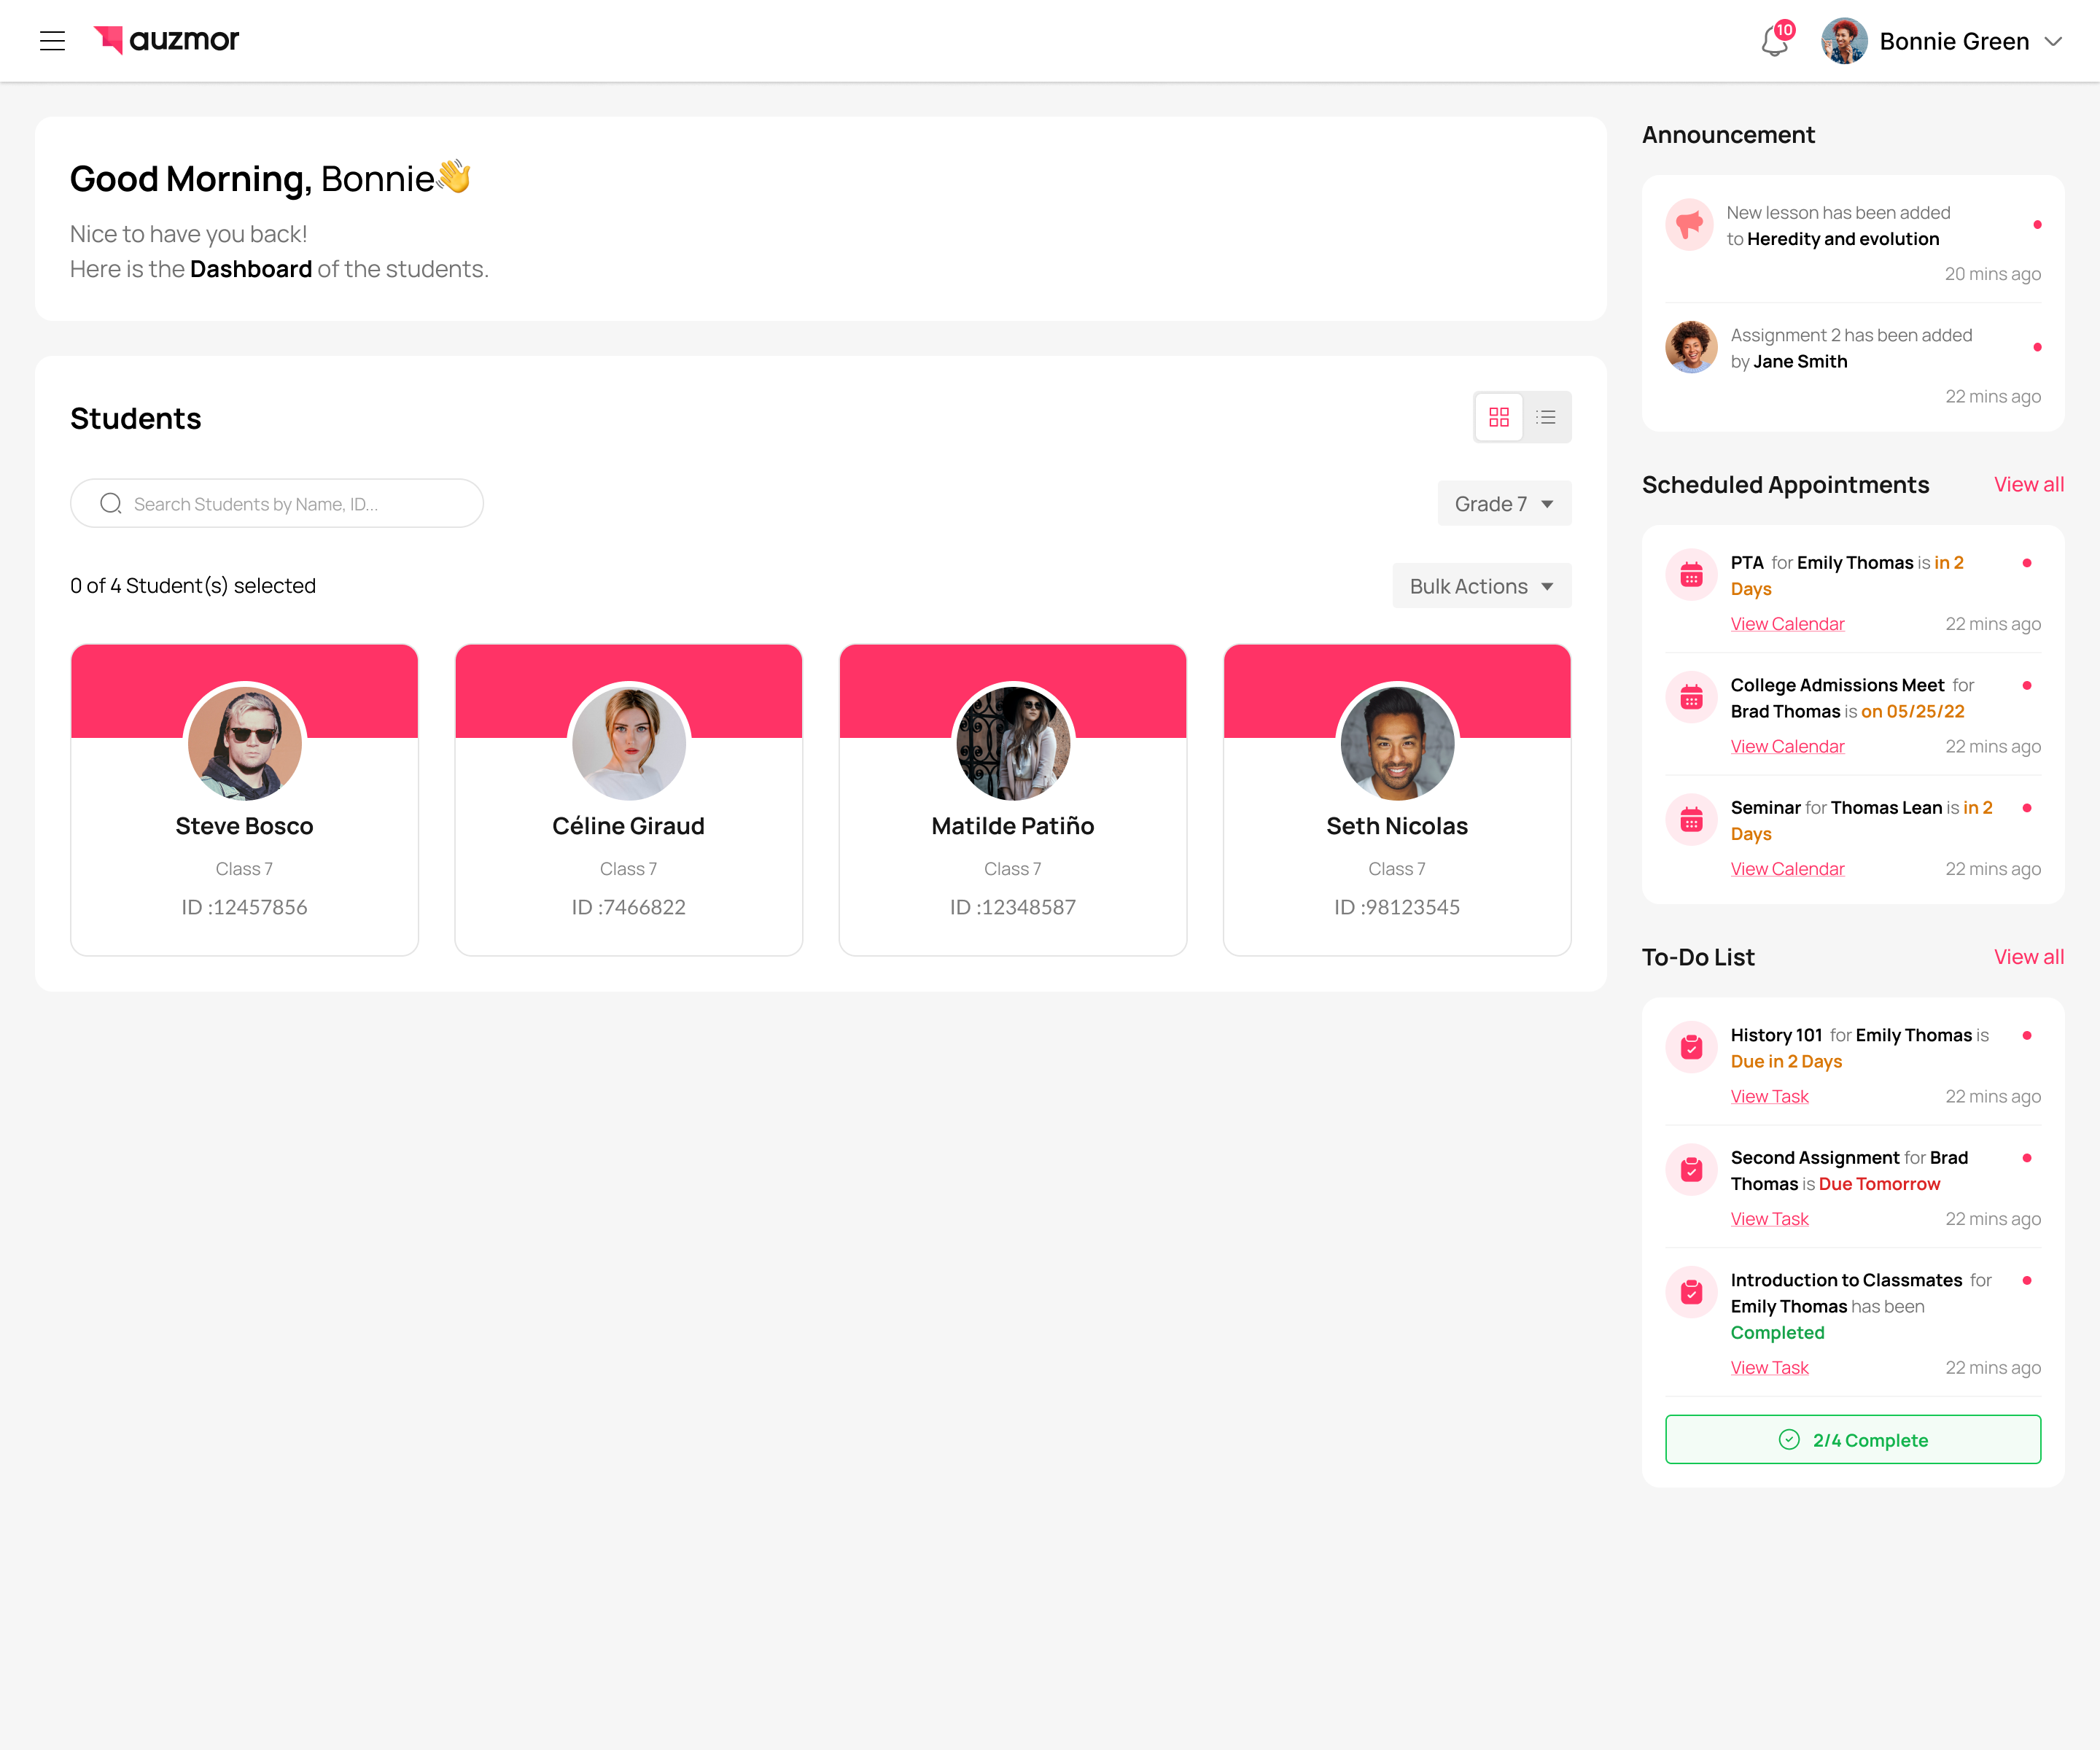 auzmor
10
Bonnie Green
Good Morning, Bonnie👋
Nice to have you back!
Here is the Dashboard of the students.
Students
Search Students by Name, ID...
Grade 7
0 of 4 Student(s) selected
Bulk Actions
Steve Bosco
Class 7
ID :12457856
Céline Giraud
Class 7
ID :7466822
Matilde Patiño
Class 7
ID :12348587
Seth Nicolas
Class 7
ID :98123545
Announcement
New lesson has been added
to Heredity and evolution
20 mins ago
Assignment 2 has been added
by Jane Smith
22 mins ago
Scheduled Appointments
View all
PTA for Emily Thomas is in 2
Days
View Calendar
22 mins ago
College Admissions Meet for
Brad Thomas is on 05/25/22
View Calendar
22 mins ago
Seminar for Thomas Lean is in 2
Days
View Calendar
22 mins ago
To-Do List
View all
History 101 for Emily Thomas is
Due in 2 Days
View Task
22 mins ago
Second Assignment for Brad
Thomas is Due Tomorrow
View Task
22 mins ago
Introduction to Classmates for
Emily Thomas has been
Completed
View Task
22 mins ago
2/4 Complete